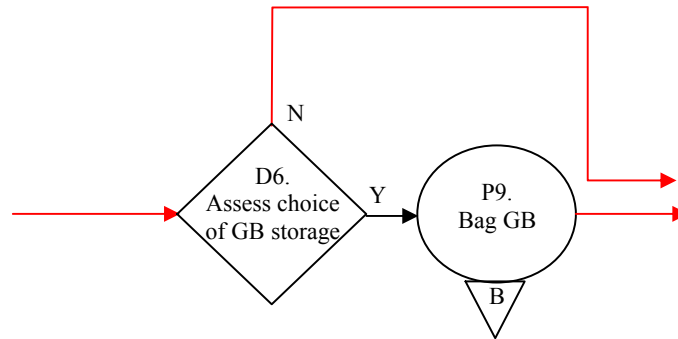 N
D6.
Assess choice
of GB storage
Y
P9.
Bag GB
B